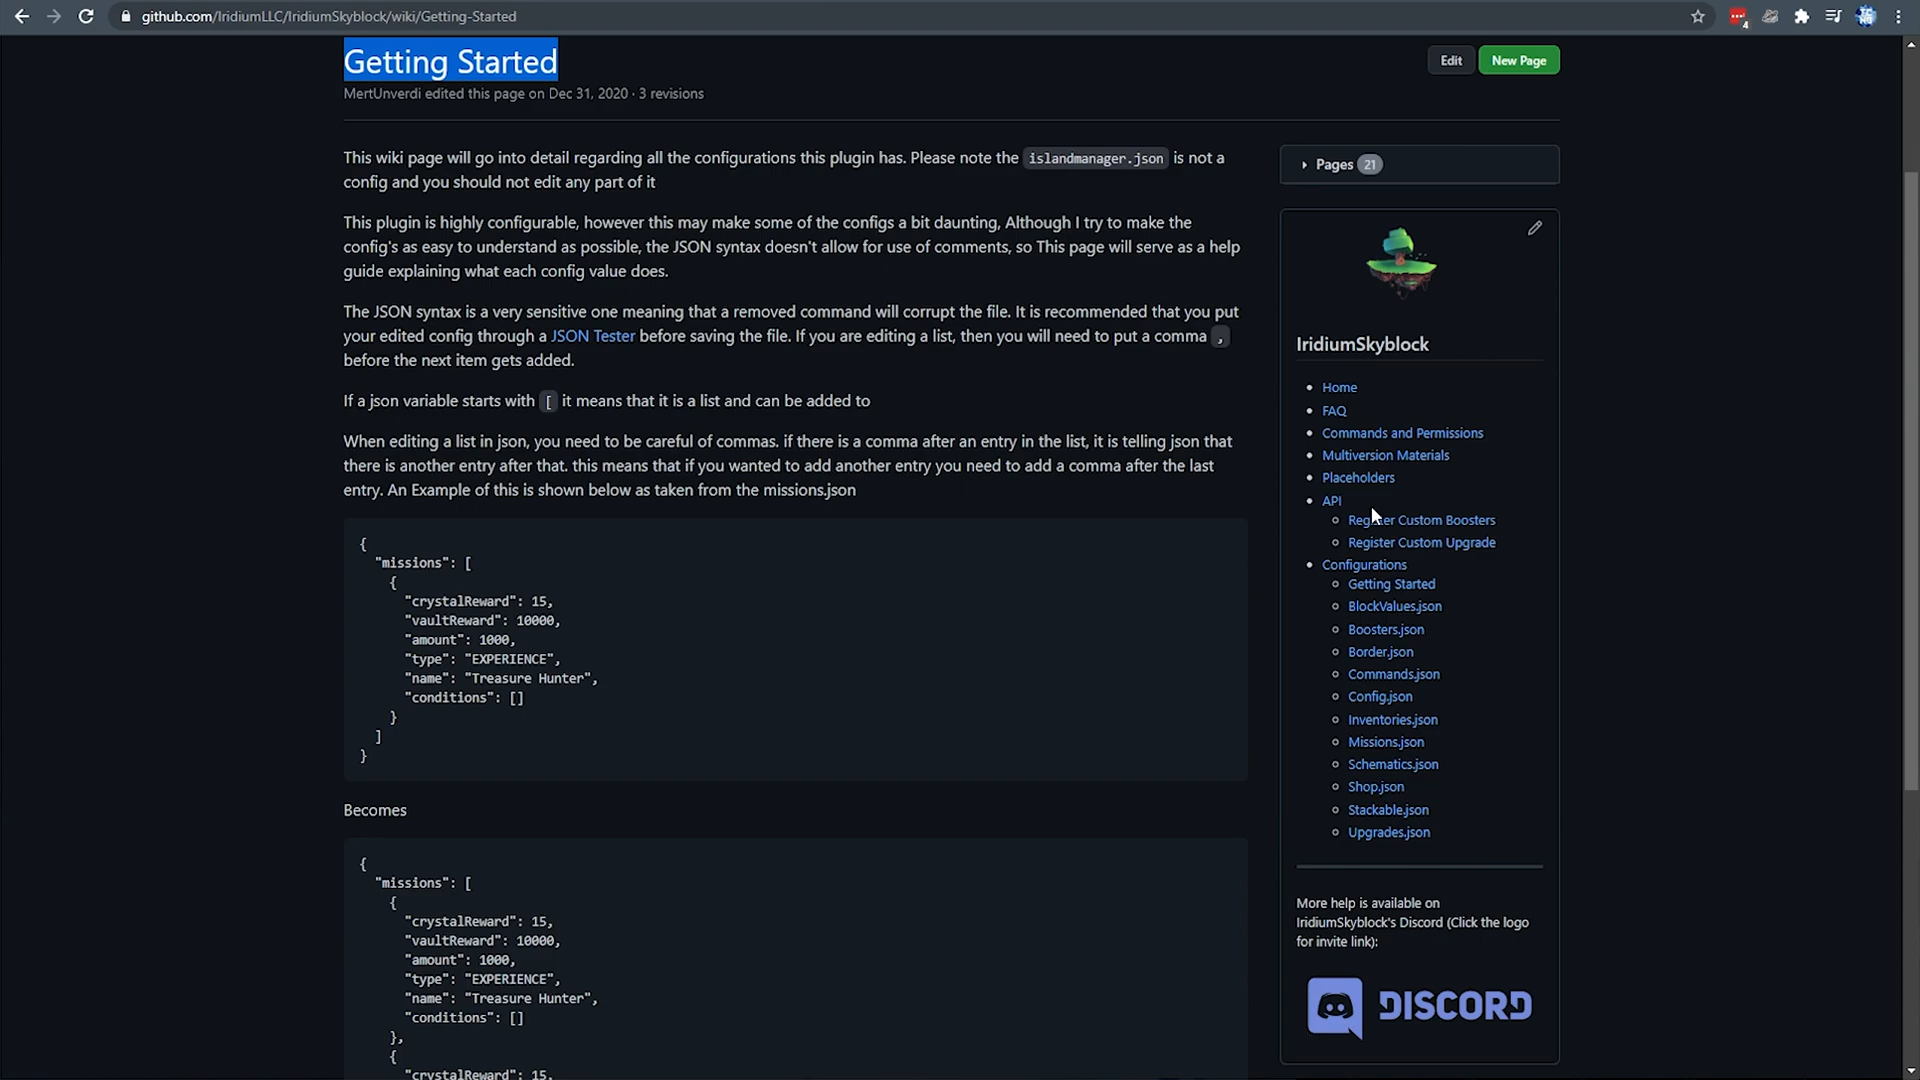 github.com/IridiumLLC/IridiumSkyblock/wiki/Getting-Started
4
Getting Started
Edit
New Page
MertUnverdi edited this page on Dec 31, 2020 · 3 revisions
This wiki page will go into detail regarding all the configurations this plugin has. Please note the islandmanager.json is not a
config and you should not edit any part of it
This plugin is highly configurable, however this may make some of the configs a bit daunting, Although I try to make the
config's as easy to understand as possible, the JSON syntax doesn't allow for use of comments, so This page will serve as a help
guide explaining what each config value does.
The JSON syntax is a very sensitive one meaning that a removed command will corrupt the file. It is recommended that you put
your edited config through a JSON Tester before saving the file. If you are editing a list, then you will need to put a comma ,
before the next item gets added.
If a json variable starts with [ it means that it is a list and can be added to
When editing a list in json, you need to be careful of commas. if there is a comma after an entry in the list, it is telling json that
there is another entry after that. this means that if you wanted to add another entry you need to add a comma after the last
entry. An Example of this is shown below as taken from the missions.json
{
"missions": [
{
"crystalReward": 15,
"vaultReward": 10000,
"amount": 1000,
"type": "EXPERIENCE",
"name": "Treasure Hunter",
"conditions": []
}
]
}
Becomes
{
"missions": [
{
"crystalReward": 15,
"vaultReward": 10000,
"amount": 1000,
"type": "EXPERIENCE",
"name": "Treasure Hunter",
"conditions": []
},
{
"crystalReward": 15,
Pages 21
IridiumSkyblock
Home
FAQ
Commands and Permissions
Multiversion Materials
Placeholders
API
Register Custom Boosters
Register Custom Upgrade
Configurations
Getting Started
BlockValues.json
Boosters.json
Border.json
Commands.json
Config.json
Inventories.json
Missions.json
Schematics.json
Shop.json
Stackable.json
Upgrades.json
More help is available on
IridiumSkyblock's Discord (Click the logo
for invite link):
DISCORD